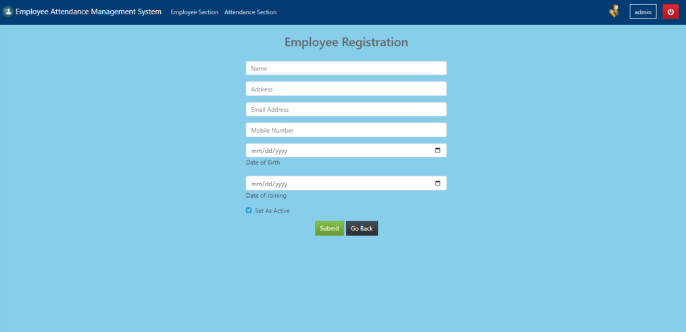 Employee Attendance Management System Employee Section Attendance Section admin
Employee Registration
Name
Address
Email Address
Mobile Number
mm/dd/yyyy
Date of Birth
mm/dd/yyyy
Date of Joining
Set As Active
Submit Go Back